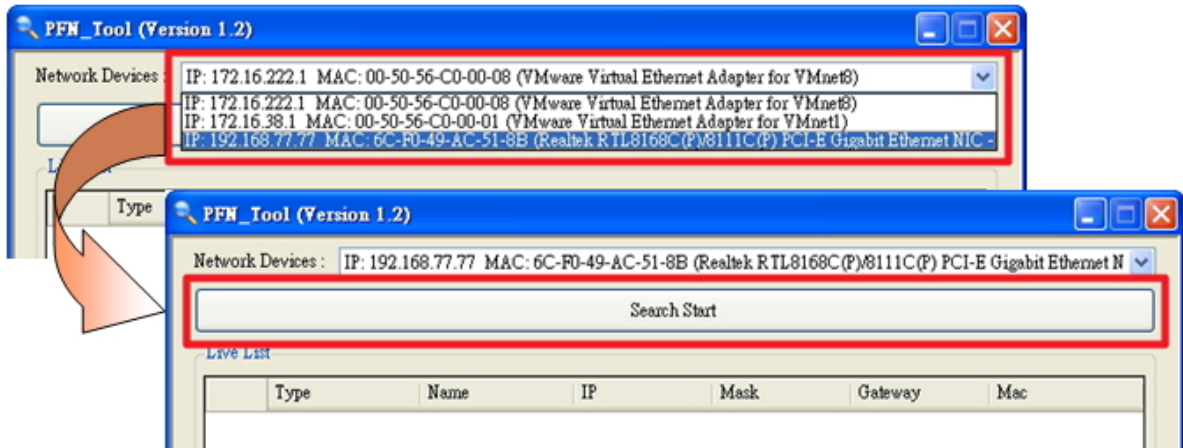 PFN_Tool (Version 1.2)
Network Devices : IP: 172.16.222.1 MAC: 00-50-56-C0-00-08 (VMware Virtual Ethernet Adapter for VMnet8)
IP: 172.16.222.1 MAC: 00-50-56-C0-00-08 (VMware Virtual Ethernet Adapter for VMnet8)
IP: 172.16.38.1 MAC: 00-50-56-C0-00-01 (VMware Virtual Ethernet Adapter for VMnet1)
IP: 192.168.77.77 MAC: 6C-F0-49-AC-51-8B (Realtek RTL8168C(P)/8111C(P) PCI-E Gigabit Ethernet NIC -
Type
PFN_Tool (Version 1.2)
Network Devices : IP: 192.168.77.77 MAC: 6C-F0-49-AC-51-8B (Realtek RTL8168C(P)/8111C(P) PCI-E Gigabit Ethernet N
Search Start
Live List
Type Name IP Mask Gateway Mac